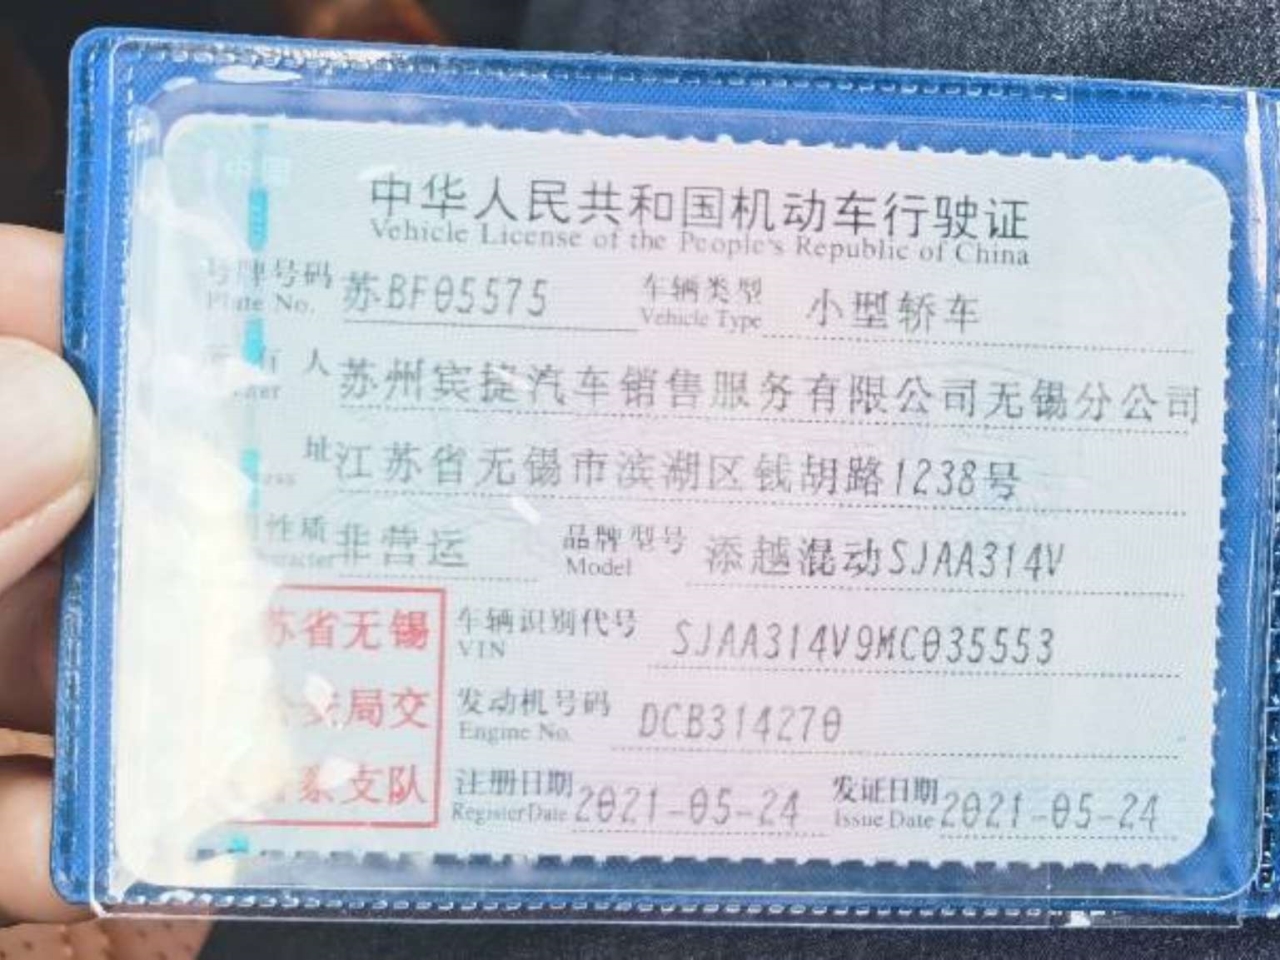 中华人民共和国机动车行驶证
Vehicle License of the People's Republic of China
号牌号码 苏BF05575 车辆类型 小型轿车
Plate No. Vehicle Type
人 苏州宾捷汽车销售服务有限公司无锡分公司
址 江苏省无锡市滨湖区钱胡路1238号
性质 非营运 品牌型号 添越混动SJAA314V
Model
苏省无锡 车辆识别代号 SJAA314V9MC035553
VIN
局交 发动机号码 DCB314270
Engine No.
支队 注册日期 2021-05-24 发证日期 2021-05-24
Register Date Issue Date